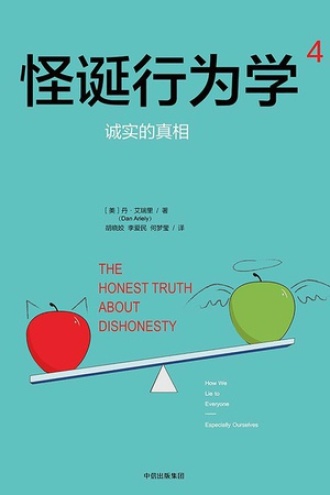 怪诞行为学4
诚实的真相
［美］丹·艾瑞里 / 著
（Dan Ariely）
胡晓姣 李爱民 何梦莹 / 译
THE
HONEST TRUTH
ABOUT
DISHONESTY
How We
Lie to
Everyone
Especially Ourselves
中信出版集团